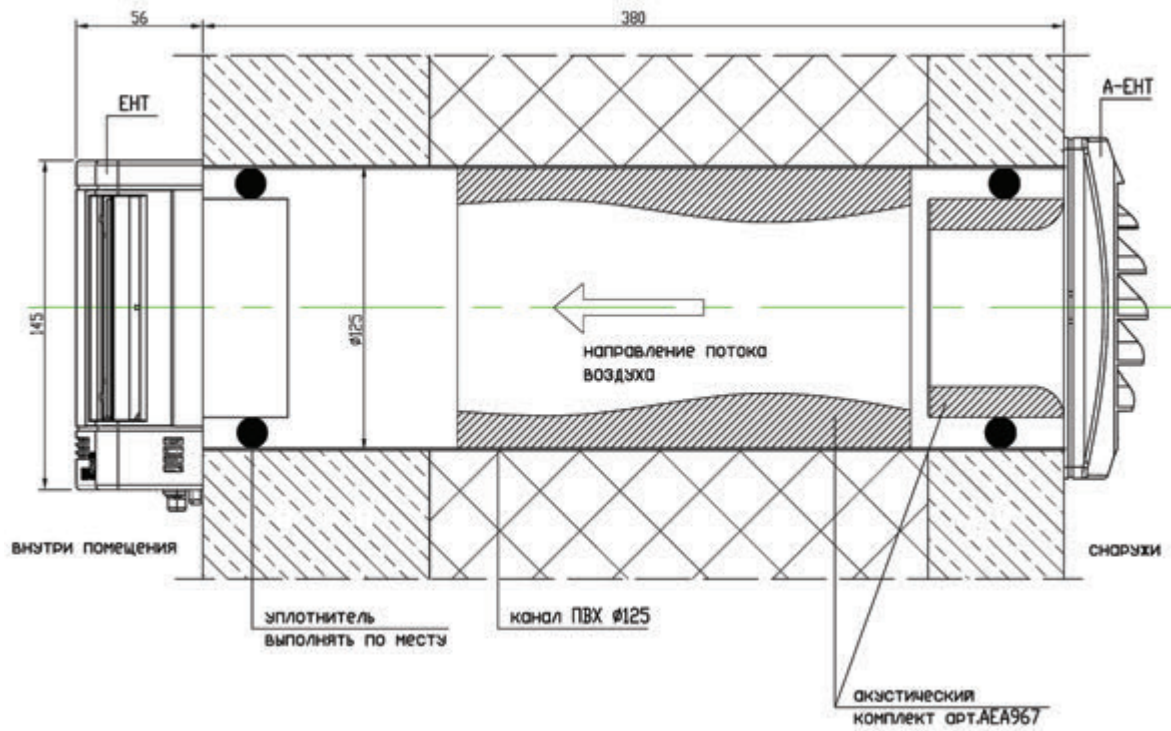 56
380
EHT
A-EHT
145
Ø125
направление потока
воздуха
внутри помещения
снаружи
уплотнитель
выполнять по месту
канал ПВХ Ø125
акустический
комплект арт.AEA967